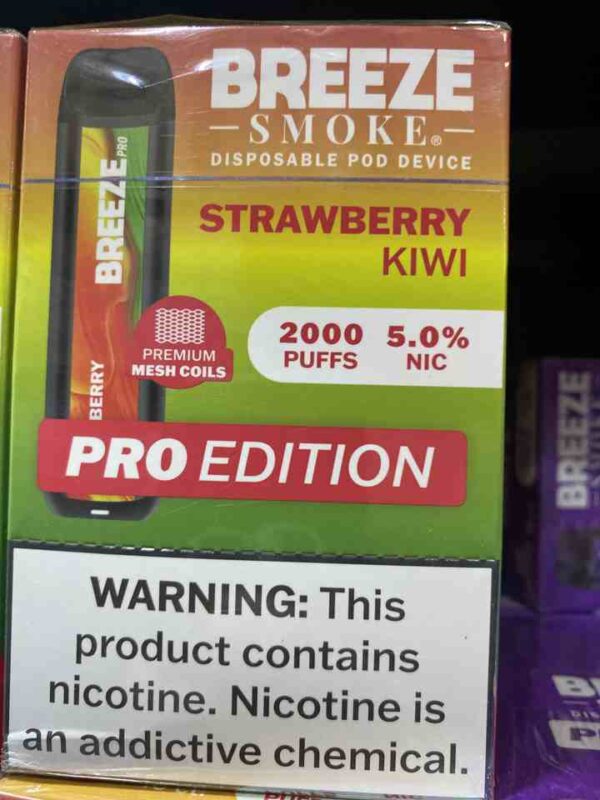 BREEZE
SMOKE®
DISPOSABLE POD DEVICE
STRAWBERRY
KIWI
BREEZE PRO
BERRY
PREMIUM
MESH COILS
2000 5.0%
PUFFS NIC
PRO EDITION
WARNING: This
product contains
nicotine. Nicotine is
an addictive chemical.
BREEZE